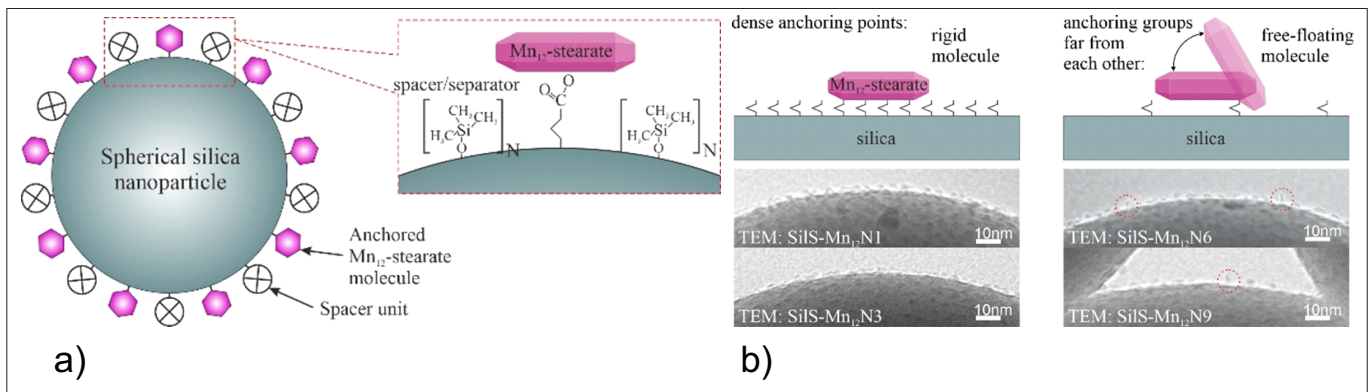 Spherical silica
nanoparticle
Anchored
Mn₁₂-stearate
molecule
Spacer unit
Mn₁₂-stearate
spacer/separator
O
O
C
CH₃
H₃C
CH₃
Si
O
N
CH₃
H₃C
CH₃
Si
O
N
a)
dense anchoring points:
rigid
molecule
Mn₁₂-stearate
silica
TEM: SilS-Mn₁₂N1
10nm
TEM: SilS-Mn₁₂N3
10nm
anchoring groups
far from
each other:
free-floating
molecule
silica
TEM: SilS-Mn₁₂N6
10nm
TEM: SilS-Mn₁₂N9
10nm
b)